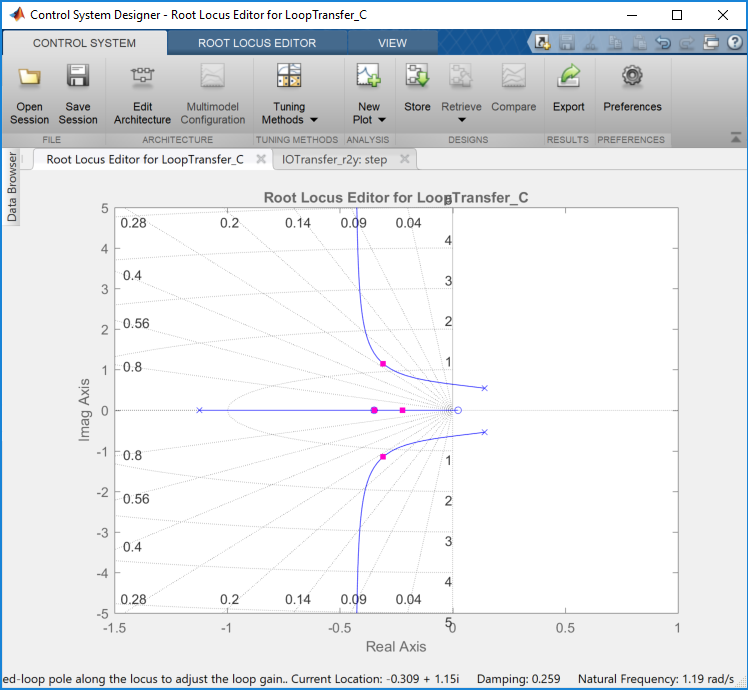 Control System Designer - Root Locus Editor for LoopTransfer_C
CONTROL SYSTEM ROOT LOCUS EDITOR VIEW
Open Session
Save Session
Edit Architecture
Multimodel Configuration
Tuning Methods
New Plot
Store
Retrieve
Compare
Export
Preferences
FILE ARCHITECTURE TUNING METHODS ANALYSIS DESIGNS RESULTS PREFERENCES
Data Browser
Root Locus Editor for LoopTransfer_C IOTransfer_r2y: step
Root Locus Editor for LoopTransfer_C
5
4
3
2
1
0
-1
-2
-3
-4
-5
Imag Axis
0.28 0.2 0.14 0.09 0.04
0.4
0.56
0.8
0.8
0.56
0.4
0.28 0.2 0.14 0.09 0.04
5
4
3
2
1
1
2
3
4
5
-1.5 -1 -0.5 0 0.5 1
Real Axis
ed-loop pole along the locus to adjust the loop gain.. Current Location: -0.309 + 1.15i Damping: 0.259 Natural Frequency: 1.19 rad/s